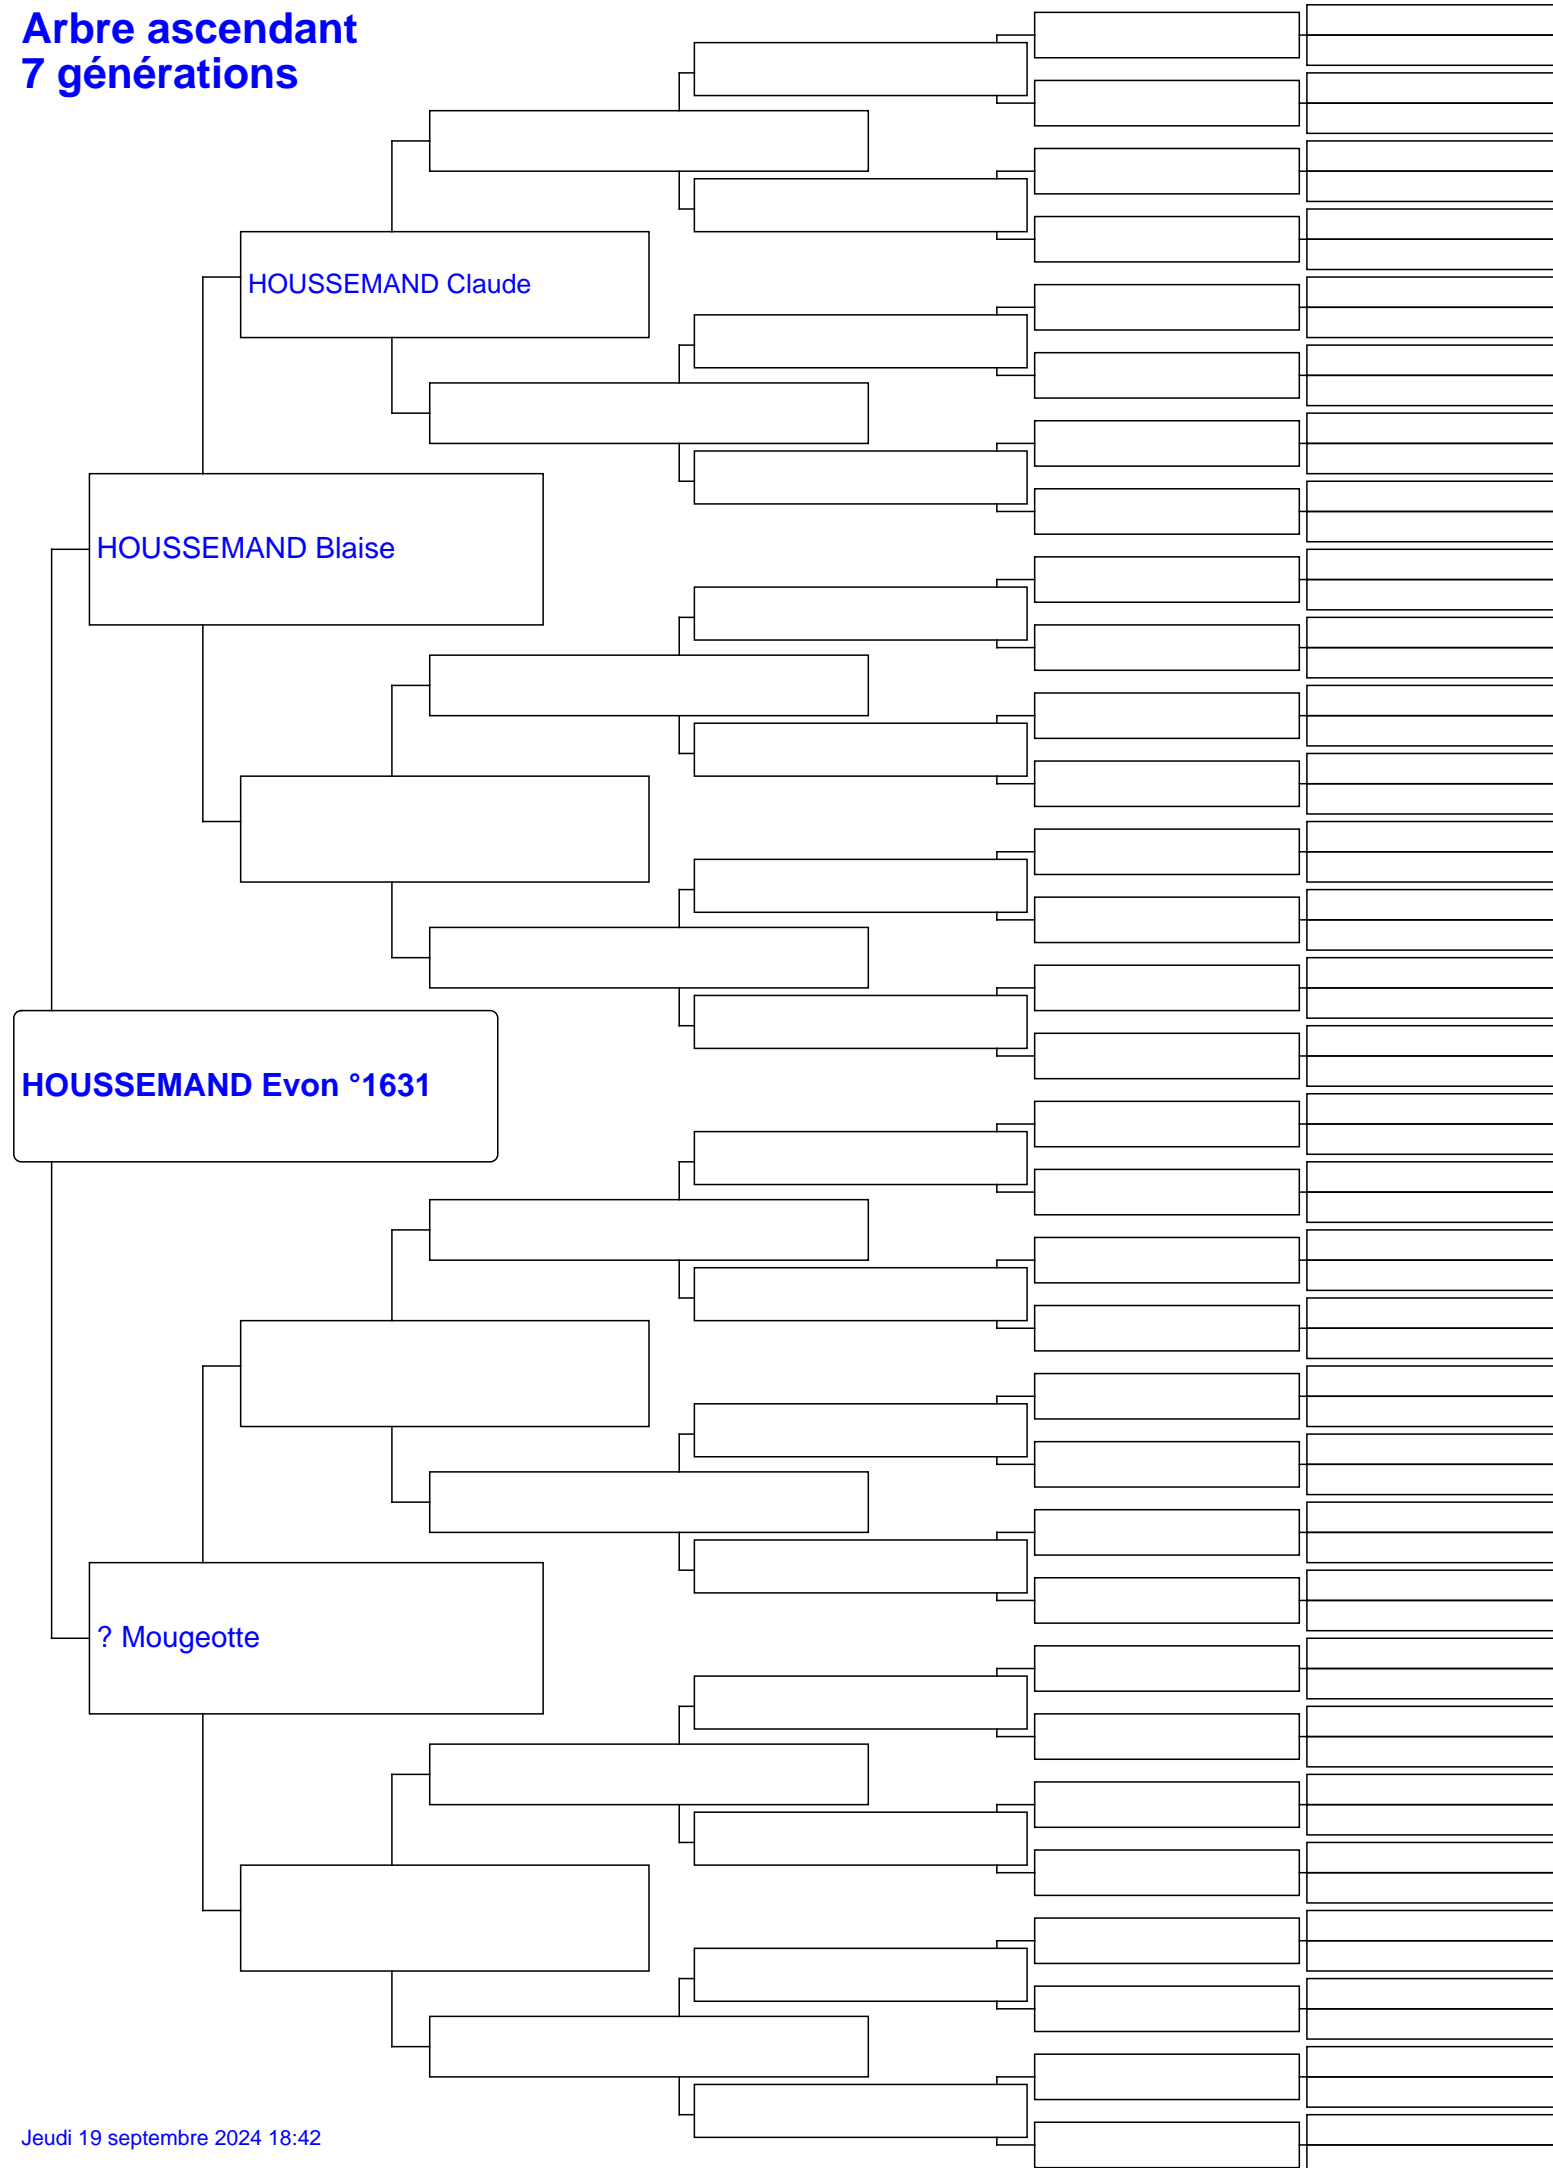 Arbre ascendant
7 générations
HOUSSEMAND Claude
HOUSSEMAND Blaise
HOUSSEMAND Evon °1631
? Mougeotte
Jeudi 19 septembre 2024 18:42